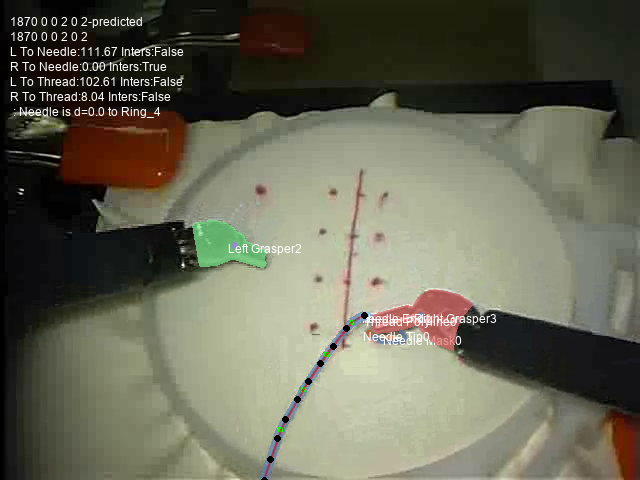 1870 0 0 2 0 2-predicted
1870 0 0 2 0 2
L To Needle:111.67 Inters:False
R To Needle:0.00 Inters:True
L To Thread:102.61 Inters:False
R To Thread:8.04 Inters:False
: Needle is d=0.0 to Ring_4
Left Grasper2
Right Grasper3
Needle Tip0
Needle Mask0